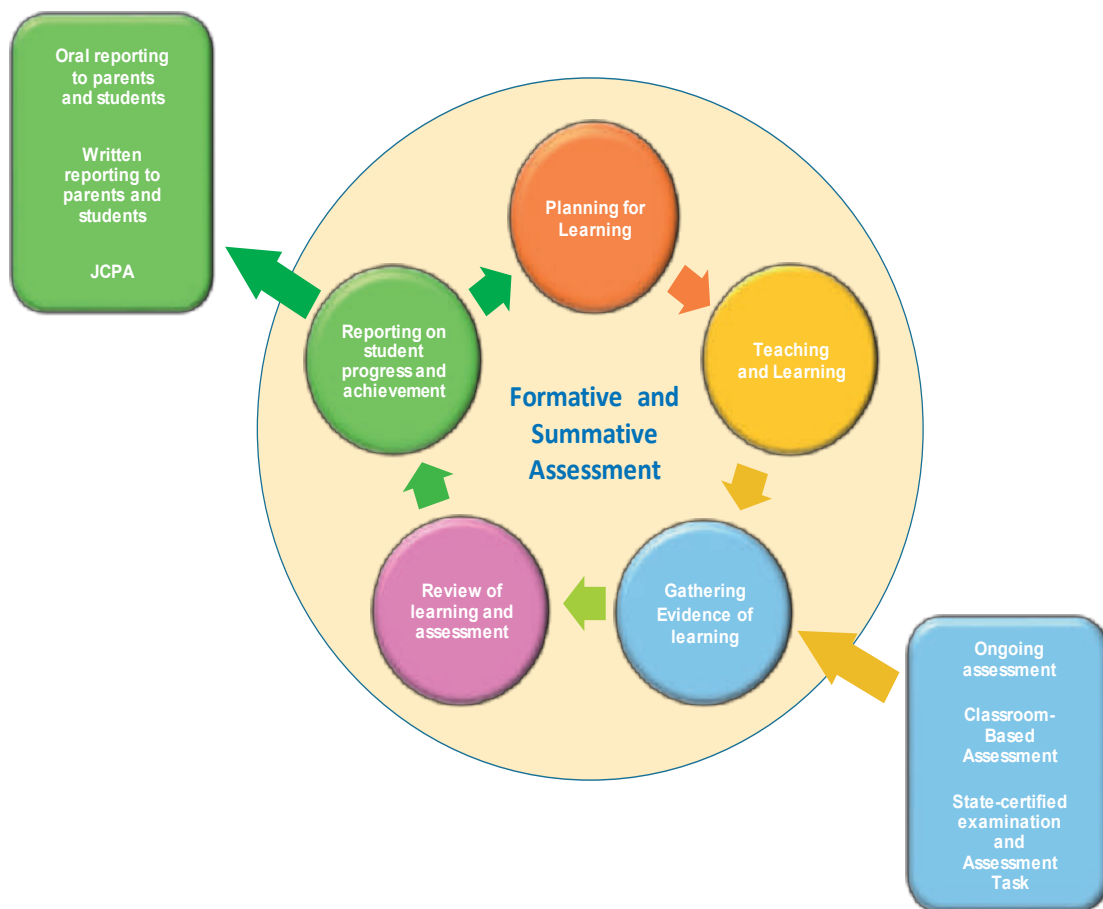 Oral reporting
to parents
and students
Written
reporting to
parents and
students
JCPA
Planning for
Learning
Reporting on
student
progress and
achievement
Teaching
and Learning
Formative and
Summative
Assessment
Review of
learning and
assessment
Gathering
Evidence of
learning
Ongoing
assessment
Classroom-
Based
Assessment
State-certified
examination
and
Assessment
Task